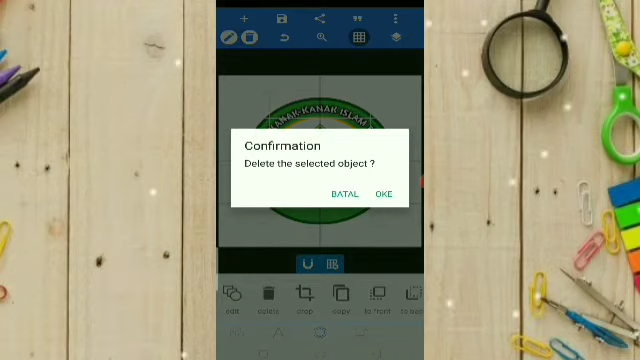 KANAK-KANAK ISLAM
Confirmation
Delete the selected object ?
BATAL OKE
edit delete crop copy to front to back